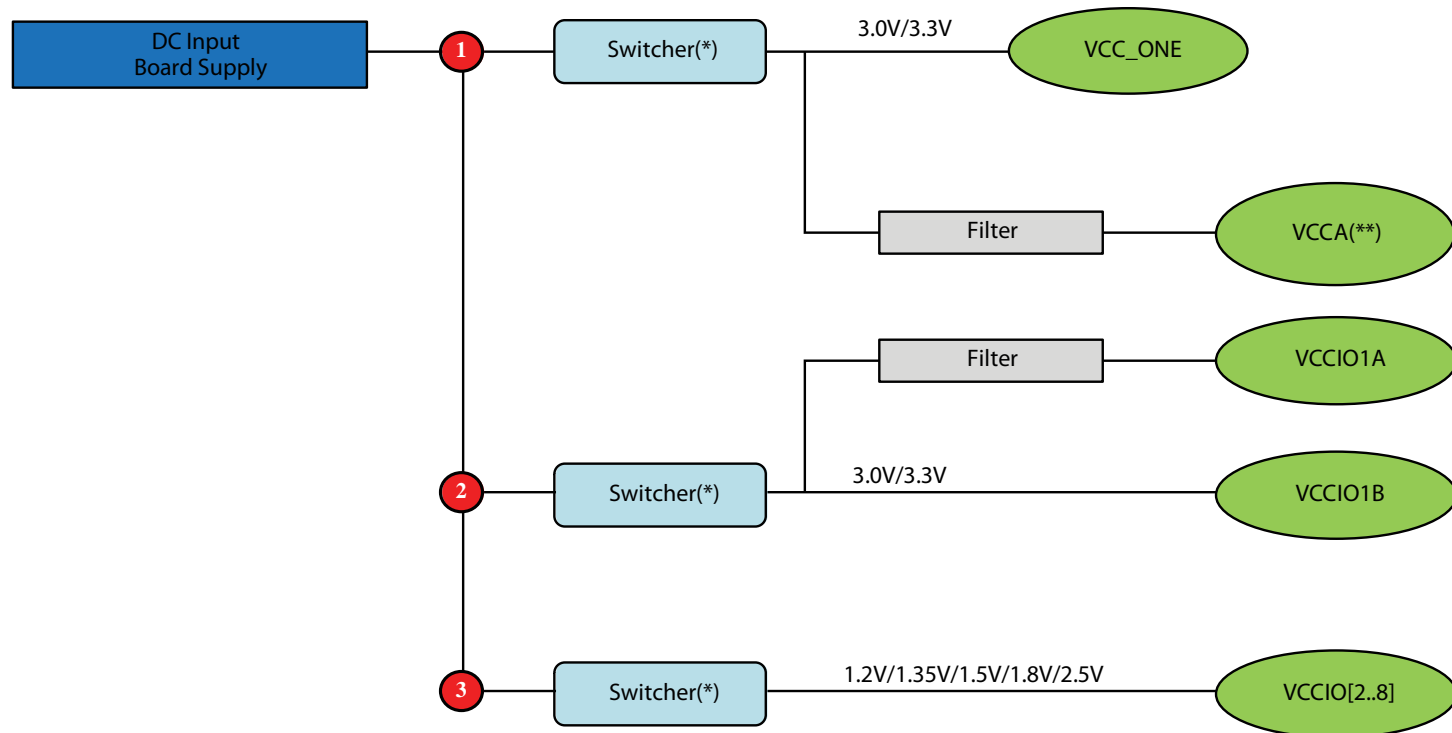 DC Input
Board Supply
1
Switcher(*)
3.0V/3.3V
VCC_ONE
Filter
VCCA(**)
Filter
VCCIO1A
2
Switcher(*)
3.0V/3.3V
VCCIO1B
3
Switcher(*)
1.2V/1.35V/1.5V/1.8V/2.5V
VCCIO[2..8]